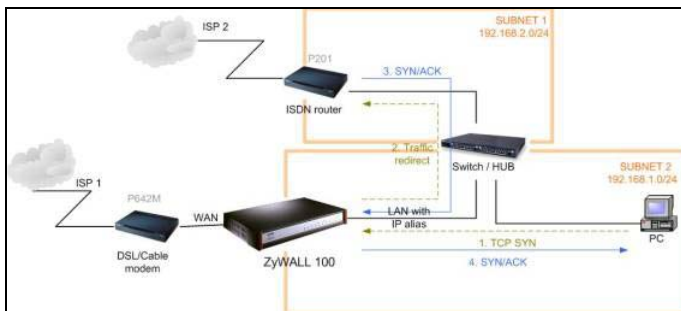 SUBNET 1
192.168.2.0/24
ISP 2
P201
3. SYN/ACK
ISDN router
2. Traffic
redirect
Switch / HUB
SUBNET 2
192.168.1.0/24
ISP 1
P642M
WAN
LAN with
IP alias
PC
DSL/Cable
modem
ZyWALL 100
1. TCP SYN
4. SYN/ACK